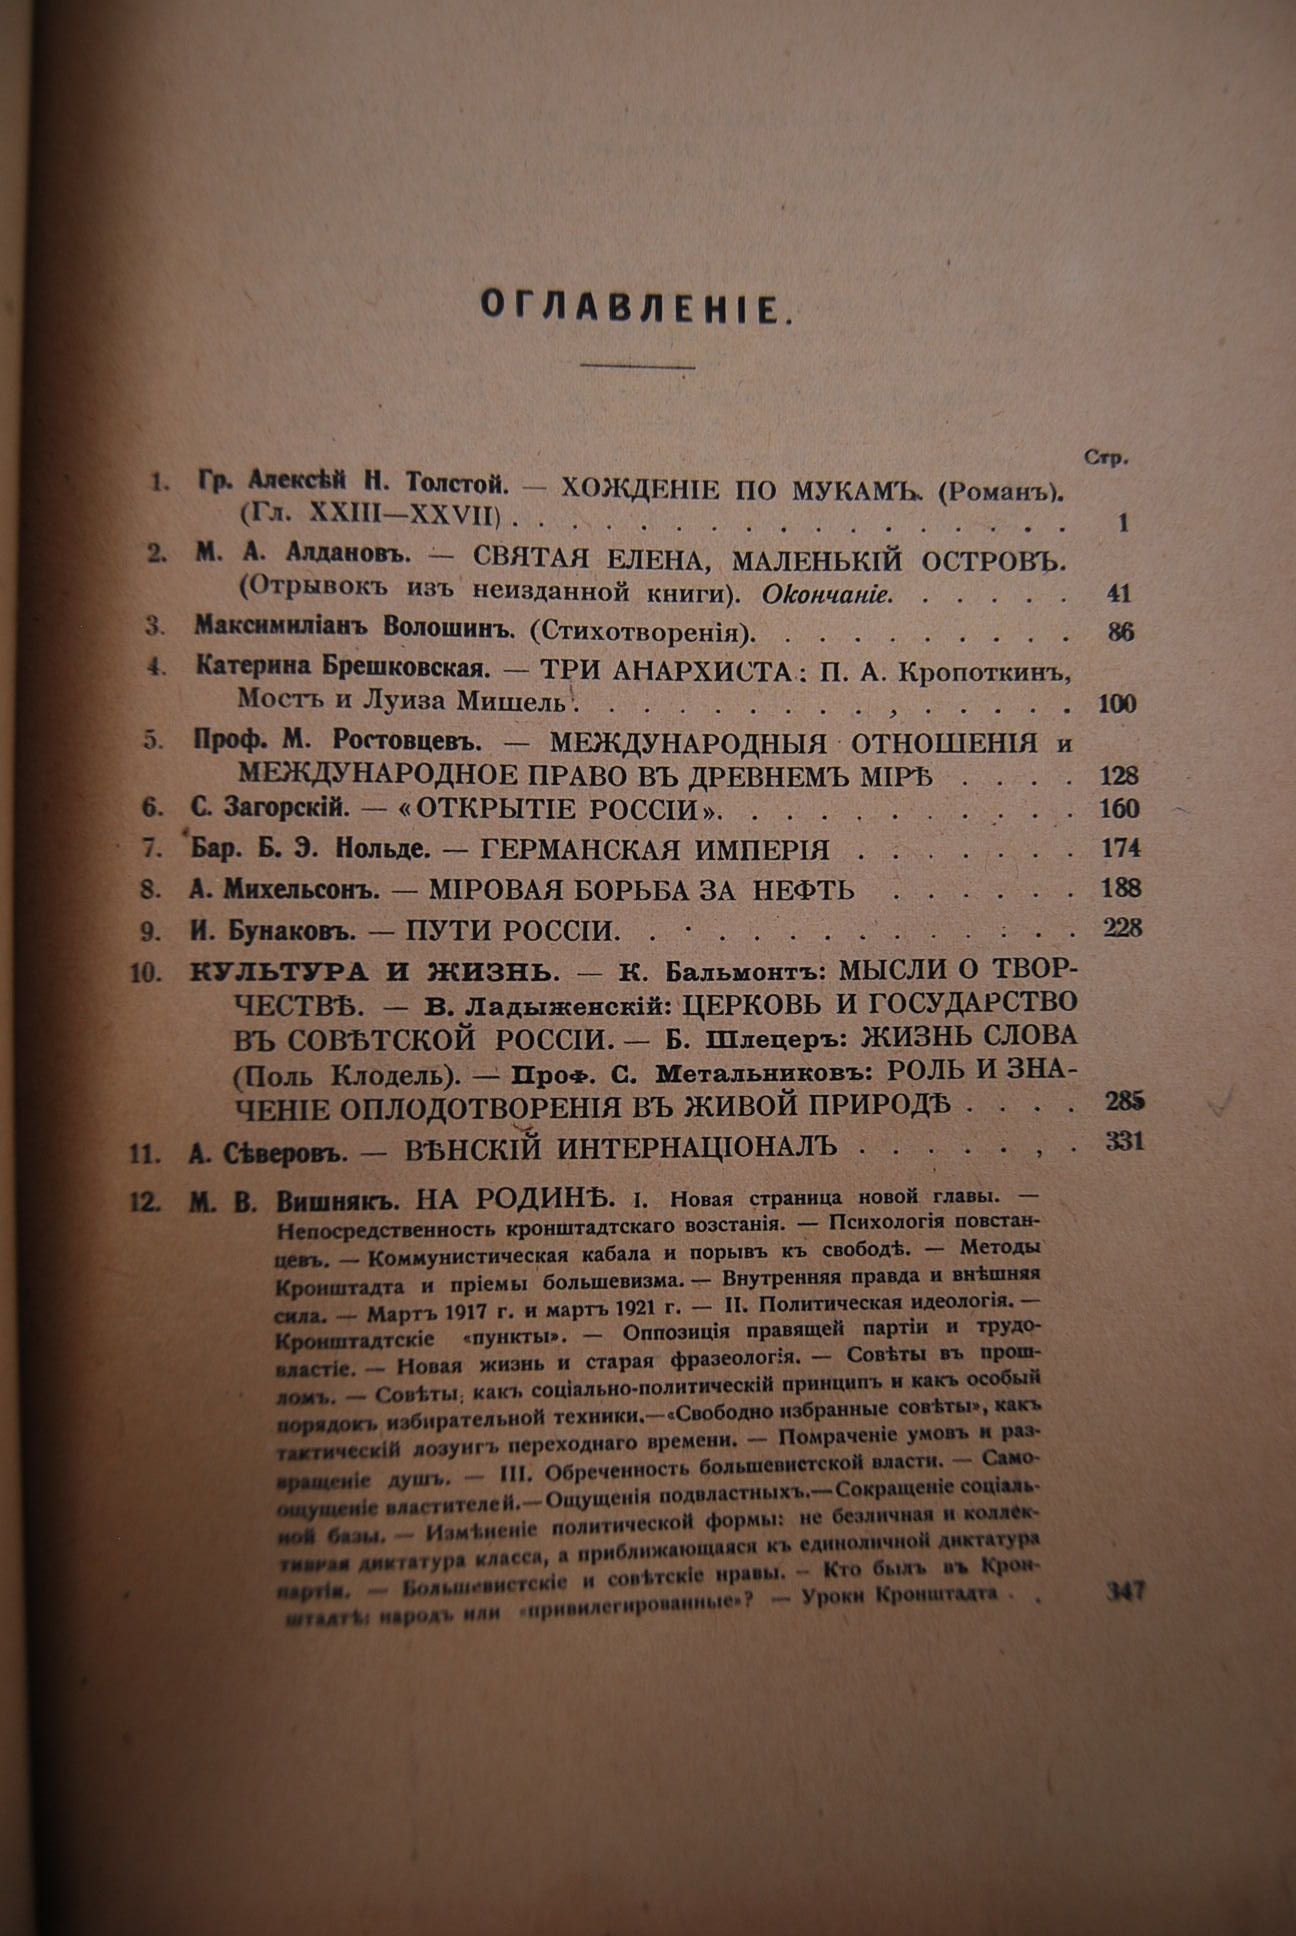 ОГЛАВЛЕНІЕ.
Стр.
1. Гр. Алексѣй Н. Толстой. — ХОЖДЕНІЕ ПО МУКАМЪ. (Романъ).
(Гл. XXIII—XXVII) . . . . . . . . . . . . . . . . . 1
2. М. А. Алдановъ. — СВЯТАЯ ЕЛЕНА, МАЛЕНЬКІЙ ОСТРОВЪ.
(Отрывокъ изъ неизданной книги). Окончаніе. . . . . . 41
3. Максимиліанъ Волошинъ. (Стихотворенія). . . . . . . . . 86
4. Катерина Брешковская. — ТРИ АНАРХИСТА: П. А. Кропоткинъ,
Мостъ и Луиза Мишель . . . . . . . . . . . . . . 100
5. Проф. М. Ростовцевъ. — МЕЖДУНАРОДНЫЯ ОТНОШЕНІЯ и
МЕЖДУНАРОДНОЕ ПРАВО ВЪ ДРЕВНЕМЪ МІРѢ . . . . 128
6. С. Загорскій. — «ОТКРЫТІЕ РОССІИ». . . . . . . . . . 160
7. Бар. Б. Э. Нольде. — ГЕРМАНСКАЯ ИМПЕРІЯ . . . . . . . 174
8. А. Михельсонъ. — МІРОВАЯ БОРЬБА ЗА НЕФТЬ . . . . . . 188
9. И. Бунаковъ. — ПУТИ РОССІИ. . . . . . . . . . . . . 228
10. КУЛЬТУРА И ЖИЗНЬ. — К. Бальмонтъ: МЫСЛИ О ТВОР-
ЧЕСТВѢ. — В. Ладыженскій: ЦЕРКОВЬ И ГОСУДАРСТВО
ВЪ СОВѢТСКОЙ РОССІИ. — Б. Шлецеръ: ЖИЗНЬ СЛОВА
(Поль Клодель). — Проф. С. Метальниковъ: РОЛЬ И ЗНА-
ЧЕНІЕ ОПЛОДОТВОРЕНІЯ ВЪ ЖИВОЙ ПРИРОДѢ . . . . 285
11. А. Сѣверовъ. — ВѢНСКІЙ ИНТЕРНАЦІОНАЛЪ . . . . . . . 331
12. М. В. Вишнякъ. НА РОДИНѢ. I. Новая страница новой главы. —
Непосредственность кронштадтскаго возстанія. — Психологія повстан-
цевъ. — Коммунистическая кабала и порывъ къ свободѣ. — Методы
Кронштадта и пріемы большевизма. — Внутренняя правда и внѣшняя
сила. — Мартъ 1917 г. и мартъ 1921 г. — II. Политическая идеологія. —
Кронштадтскіе «пункты». — Оппозиція правящей партіи и трудо-
властіе. — Новая жизнь и старая фразеологія. — Совѣты въ прош-
ломъ. — Совѣты, какъ соціально-политическій принципъ и какъ особый
порядокъ избирательной техники.—«Свободно избранные совѣты», какъ
тактическій лозунгъ переходнаго времени. — Помраченіе умовъ и раз-
вращеніе душъ. — III. Обреченность большевистской власти. — Само-
ощущеніе властителей.—Ощущенія подвластныхъ.—Сокращеніе соціаль-
ной базы. — Измѣненіе политической формы: не безличная и коллек-
тивная диктатура класса, а приближающаяся къ единоличной диктатура
партіи. — Большевистскіе и совѣтскіе нравы. — Кто былъ въ Крон-
штадтѣ: народъ или «привилегированные»? — Уроки Кронштадта . . 347